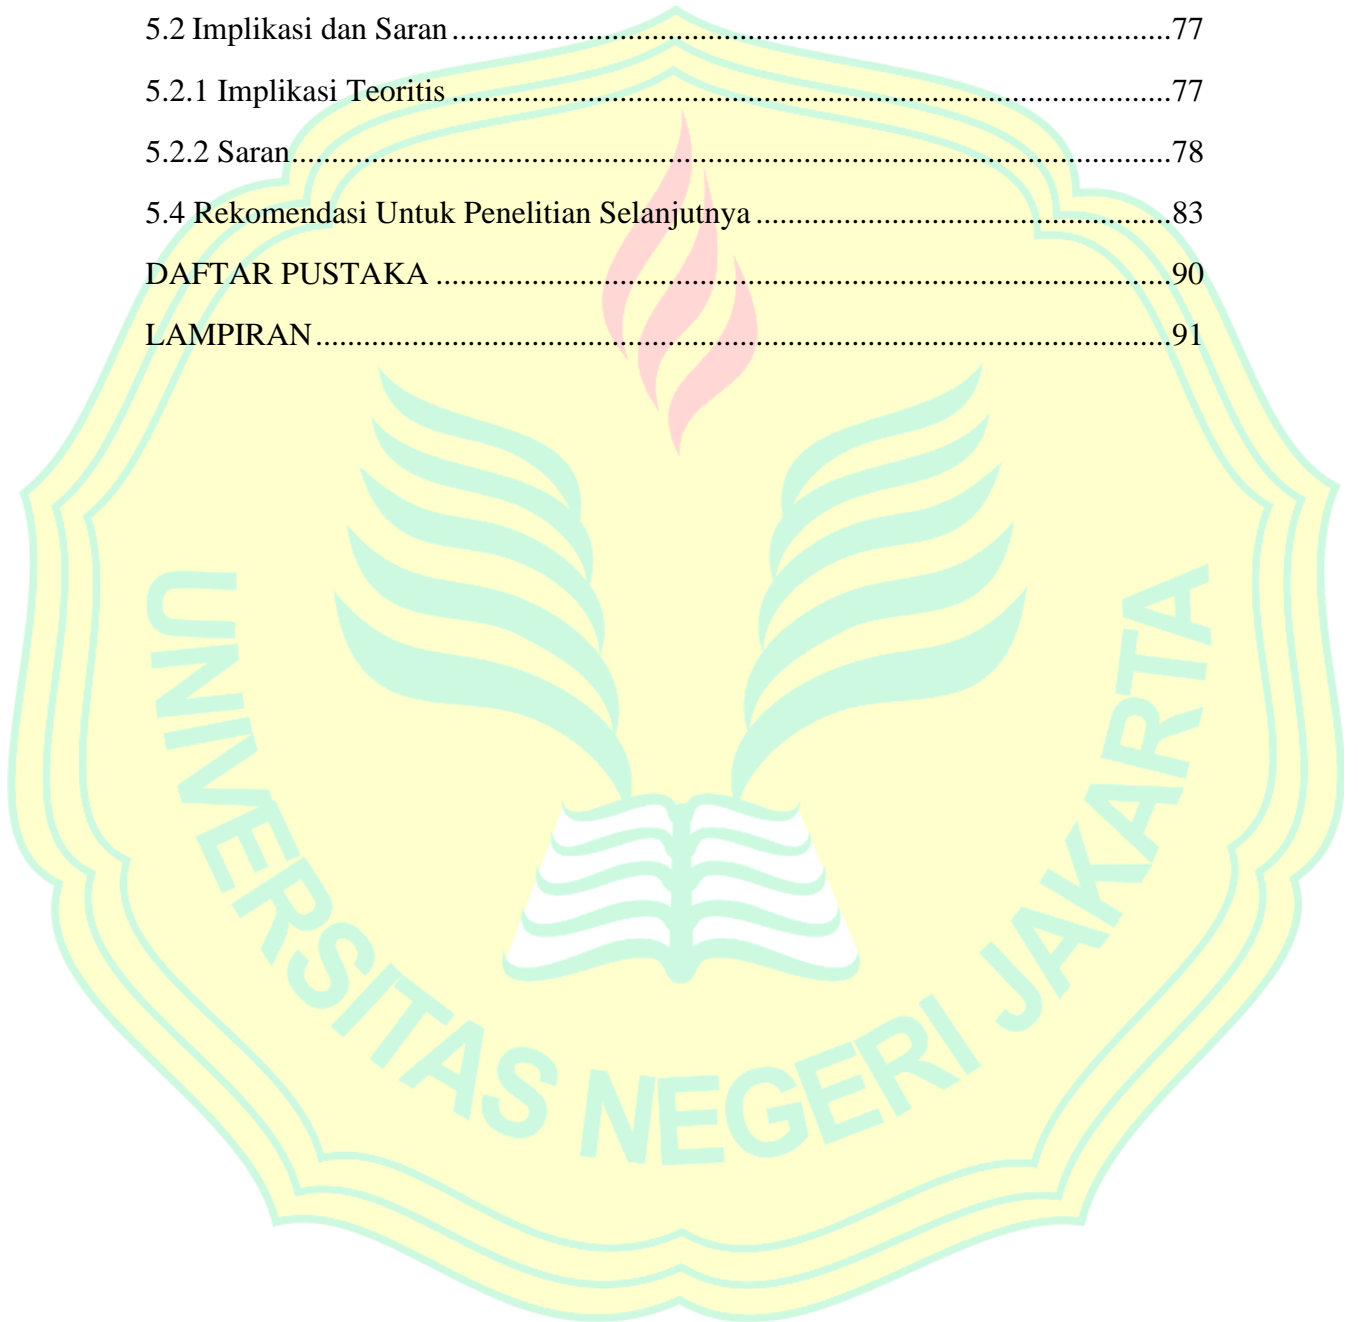 5.2 Implikasi dan Saran ........................................................................................77
5.2.1 Implikasi Teoritis ........................................................................................77
5.2.2 Saran............................................................................................................78
5.4 Rekomendasi Untuk Penelitian Selanjutnya ...................................................83
DAFTAR PUSTAKA ..........................................................................................90
LAMPIRAN.........................................................................................................91
UNIVERSITAS NEGERI JAKARTA